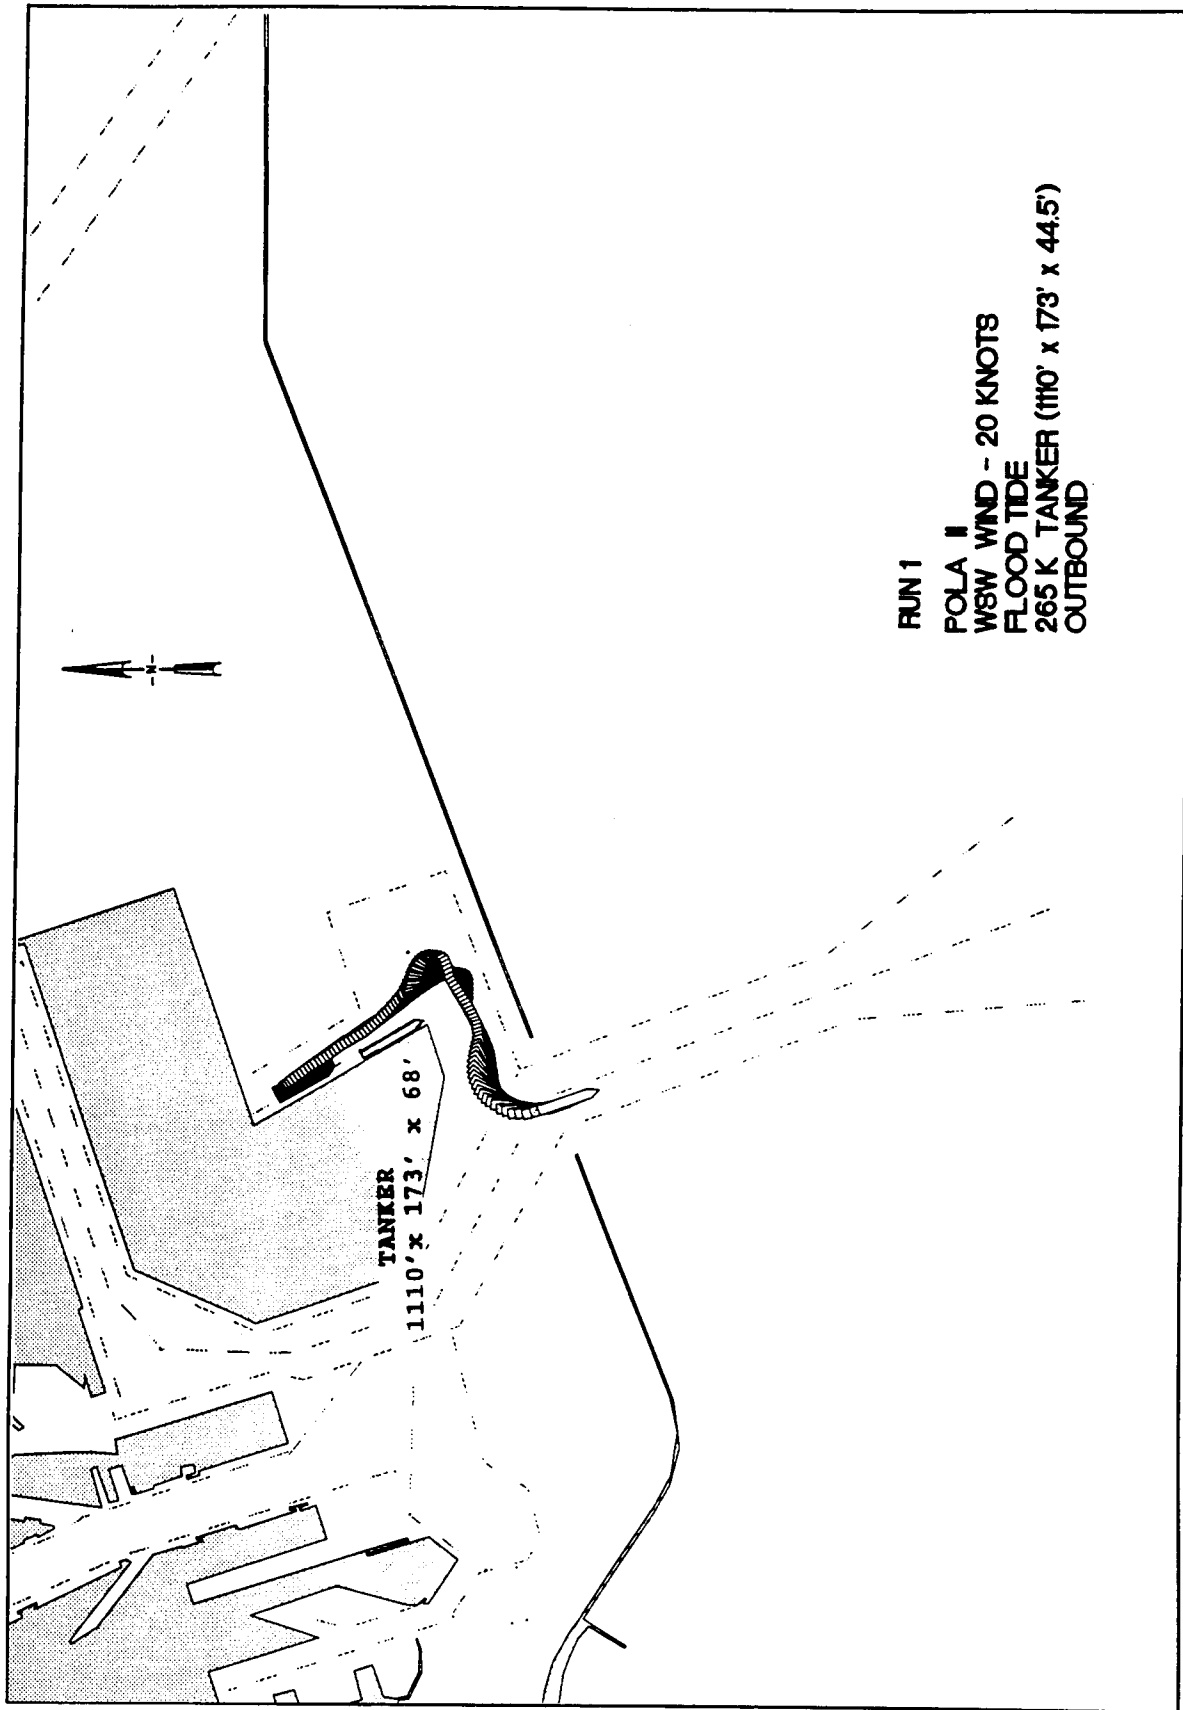 -N-
TANKER
1110'x 173' x 68'
RUN 1
POLA II
WSW WIND - 20 KNOTS
FLOOD TIDE
265 K TANKER (1110' x 173' x 44.5')
OUTBOUND